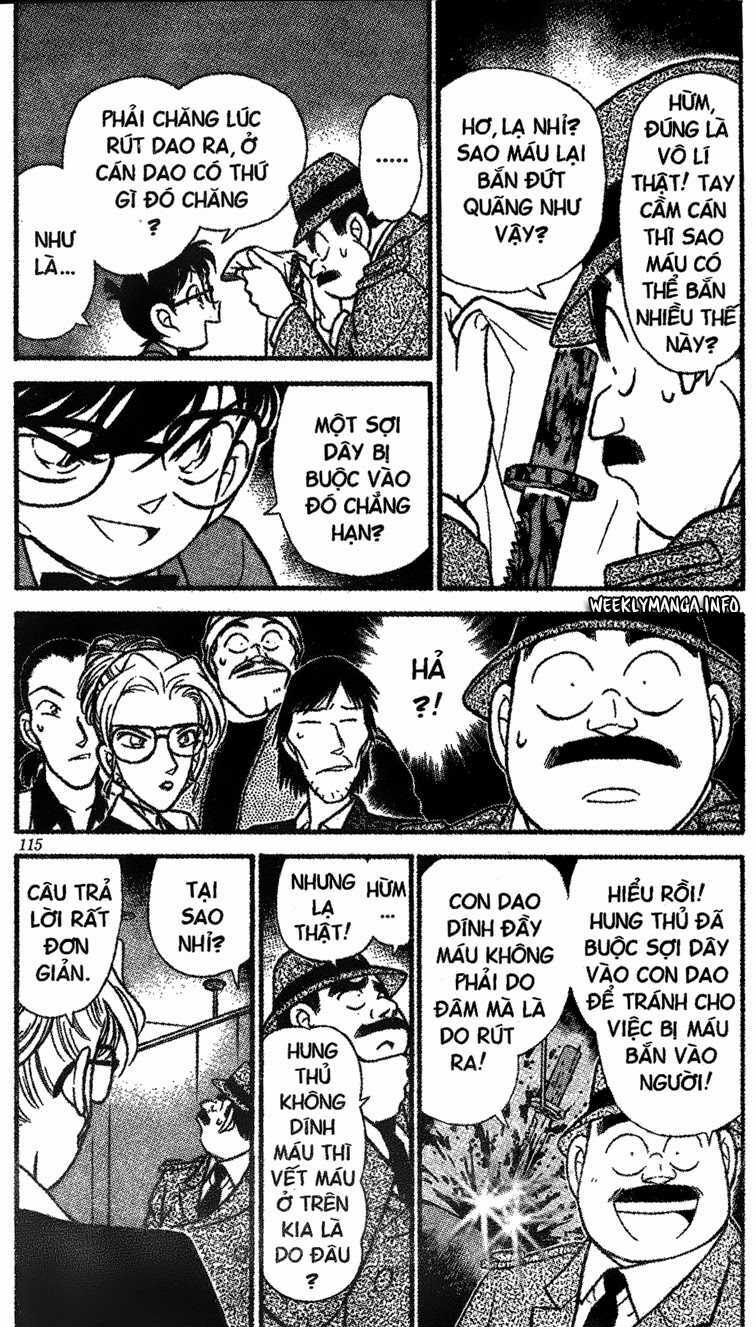 HỪM,
ĐÚNG LÀ
VÔ LÍ
THẬT! TAY
CẦM CÁN
THÌ SAO
MÁU CÓ
THỂ BẮN
NHIỀU THẾ
NÀY?
HƠ, LẠ NHỈ?
SAO MÁU LẠI
BẮN ĐỨT
QUÃNG NHƯ
VẬY?
.....
PHẢI CHĂNG LÚC
RÚT DAO RA, Ở
CÁN DAO CÓ THỨ
GÌ ĐÓ CHĂNG
?
NHƯ
LÀ...
MỘT SỢI
DÂY BỊ
BUỘC VÀO
ĐÓ CHẲNG
HẠN?
WEEKLYMANGA.INFO
HẢ
?!
115
HIỂU RỒI!
HUNG THỦ ĐÃ
BUỘC SỢI DÂY
VÀO CON DAO
ĐỂ TRÁNH CHO
VIỆC BỊ MÁU
BẮN VÀO
NGƯỜI!
CON DAO
DÍNH ĐẦY
MÁU KHÔNG
PHẢI DO
ĐÂM MÀ LÀ
DO RÚT
RA!
HỪM
...
NHƯNG
LẠ
THẬT!
HUNG
THỦ
KHÔNG
DÍNH
MÁU THÌ
VẾT MÁU
Ở TRÊN
KIA LÀ
DO ĐÂU
?
TẠI
SAO
NHỈ?
CÂU TRẢ
LỜI RẤT
ĐƠN
GIẢN.